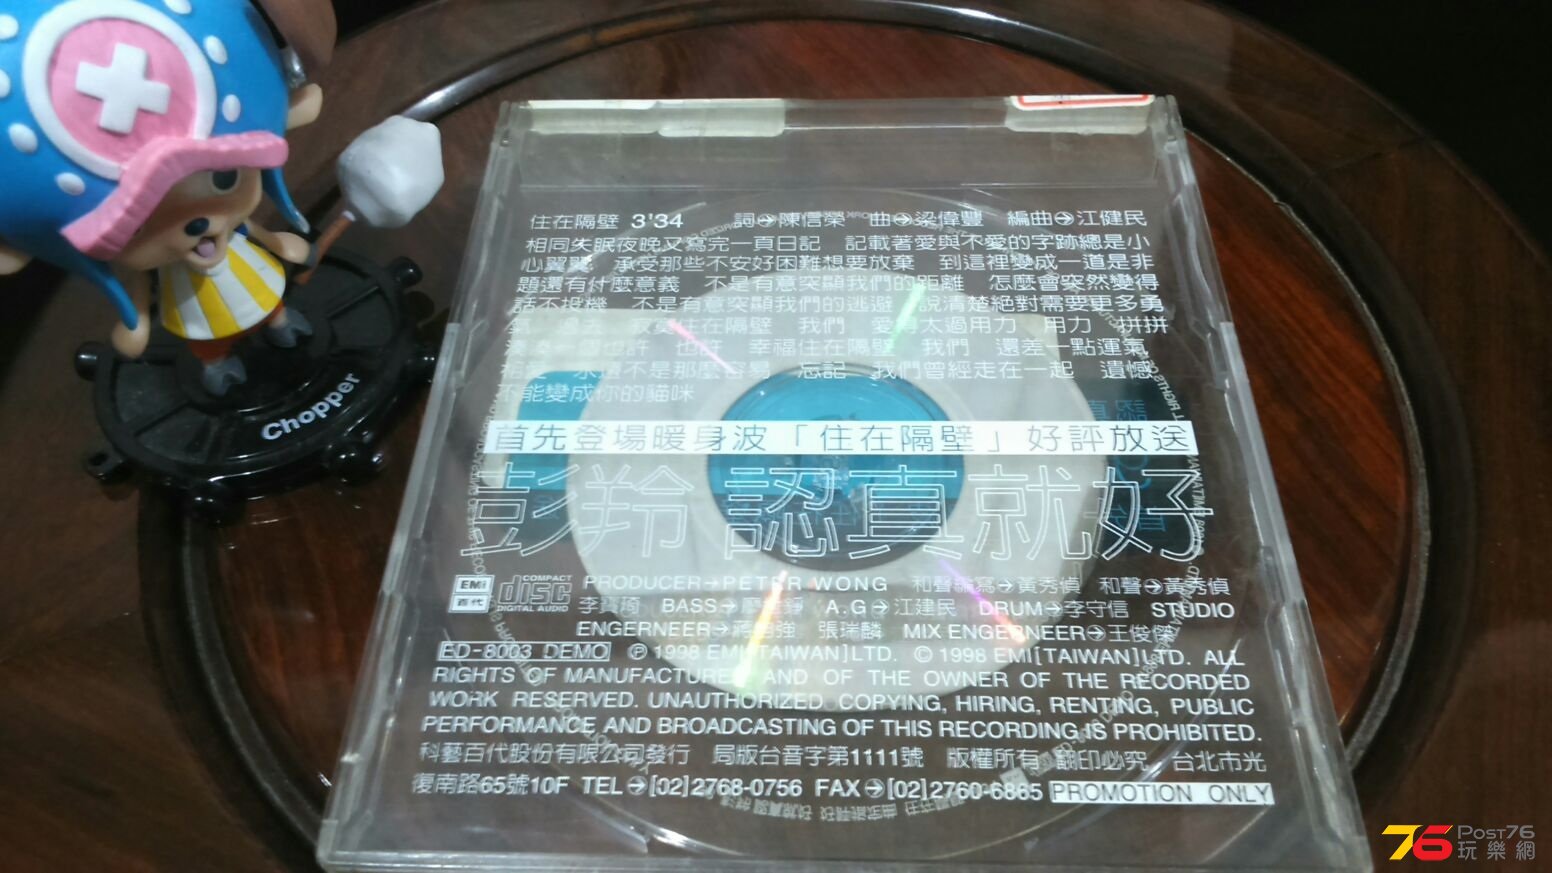 住在隔壁 3'34 詞→陳信榮 曲→梁偉豐 編曲→江健民
相同失眠夜晚又寫完一頁日記 記載著愛與不愛的字跡總是小
心翼翼 承受那些不安好困難想要放棄 到這裡變成一道是非
題還有什麼意義 不是有意突顯我們的距離 怎麼會突然變得
話不投機 不是有意突顯我們的逃避 說清楚絕對需要更多勇
氣 我愛住在隔壁 我們 愛得太過用力 用力 拼拼
湊湊一個也許 也許 幸福住在隔壁 我們 還差一點運氣
永遠不是那麼容易 忘記 我們曾經走在一起 遺憾
不能變成你的貓咪
首先登場暖身波「住在隔壁」好評放送
彭羚 認真就好
EMI 百代 COMPACT disc DIGITAL AUDIO
PRODUCER→PETER WONG 和聲編寫→黃秀偵 和聲→黃秀偵
BASS→ A.G→江建民 DRUM→李守信 STUDIO
ENGERNEER→ 張瑞麟 MIX ENGERNEER→王俊傑
ED-8003 DEMO Ⓟ 1998 EMI[TAIWAN]LTD. © 1998 EMI[TAIWAN]LTD. ALL
RIGHTS OF MANUFACTURER AND OF THE OWNER OF THE RECORDED
WORK RESERVED. UNAUTHORIZED COPYING, HIRING, RENTING, PUBLIC
PERFORMANCE AND BROADCASTING OF THIS RECORDING IS PROHIBITED.
科藝百代股份有限公司發行 局版台音字第1111號 版權所有 翻印必究 台北市光
復南路65號10F TEL→[02]2768-0756 FAX→[02]2760-6865 PROMOTION ONLY
Chopper
76 POST76
玩樂網